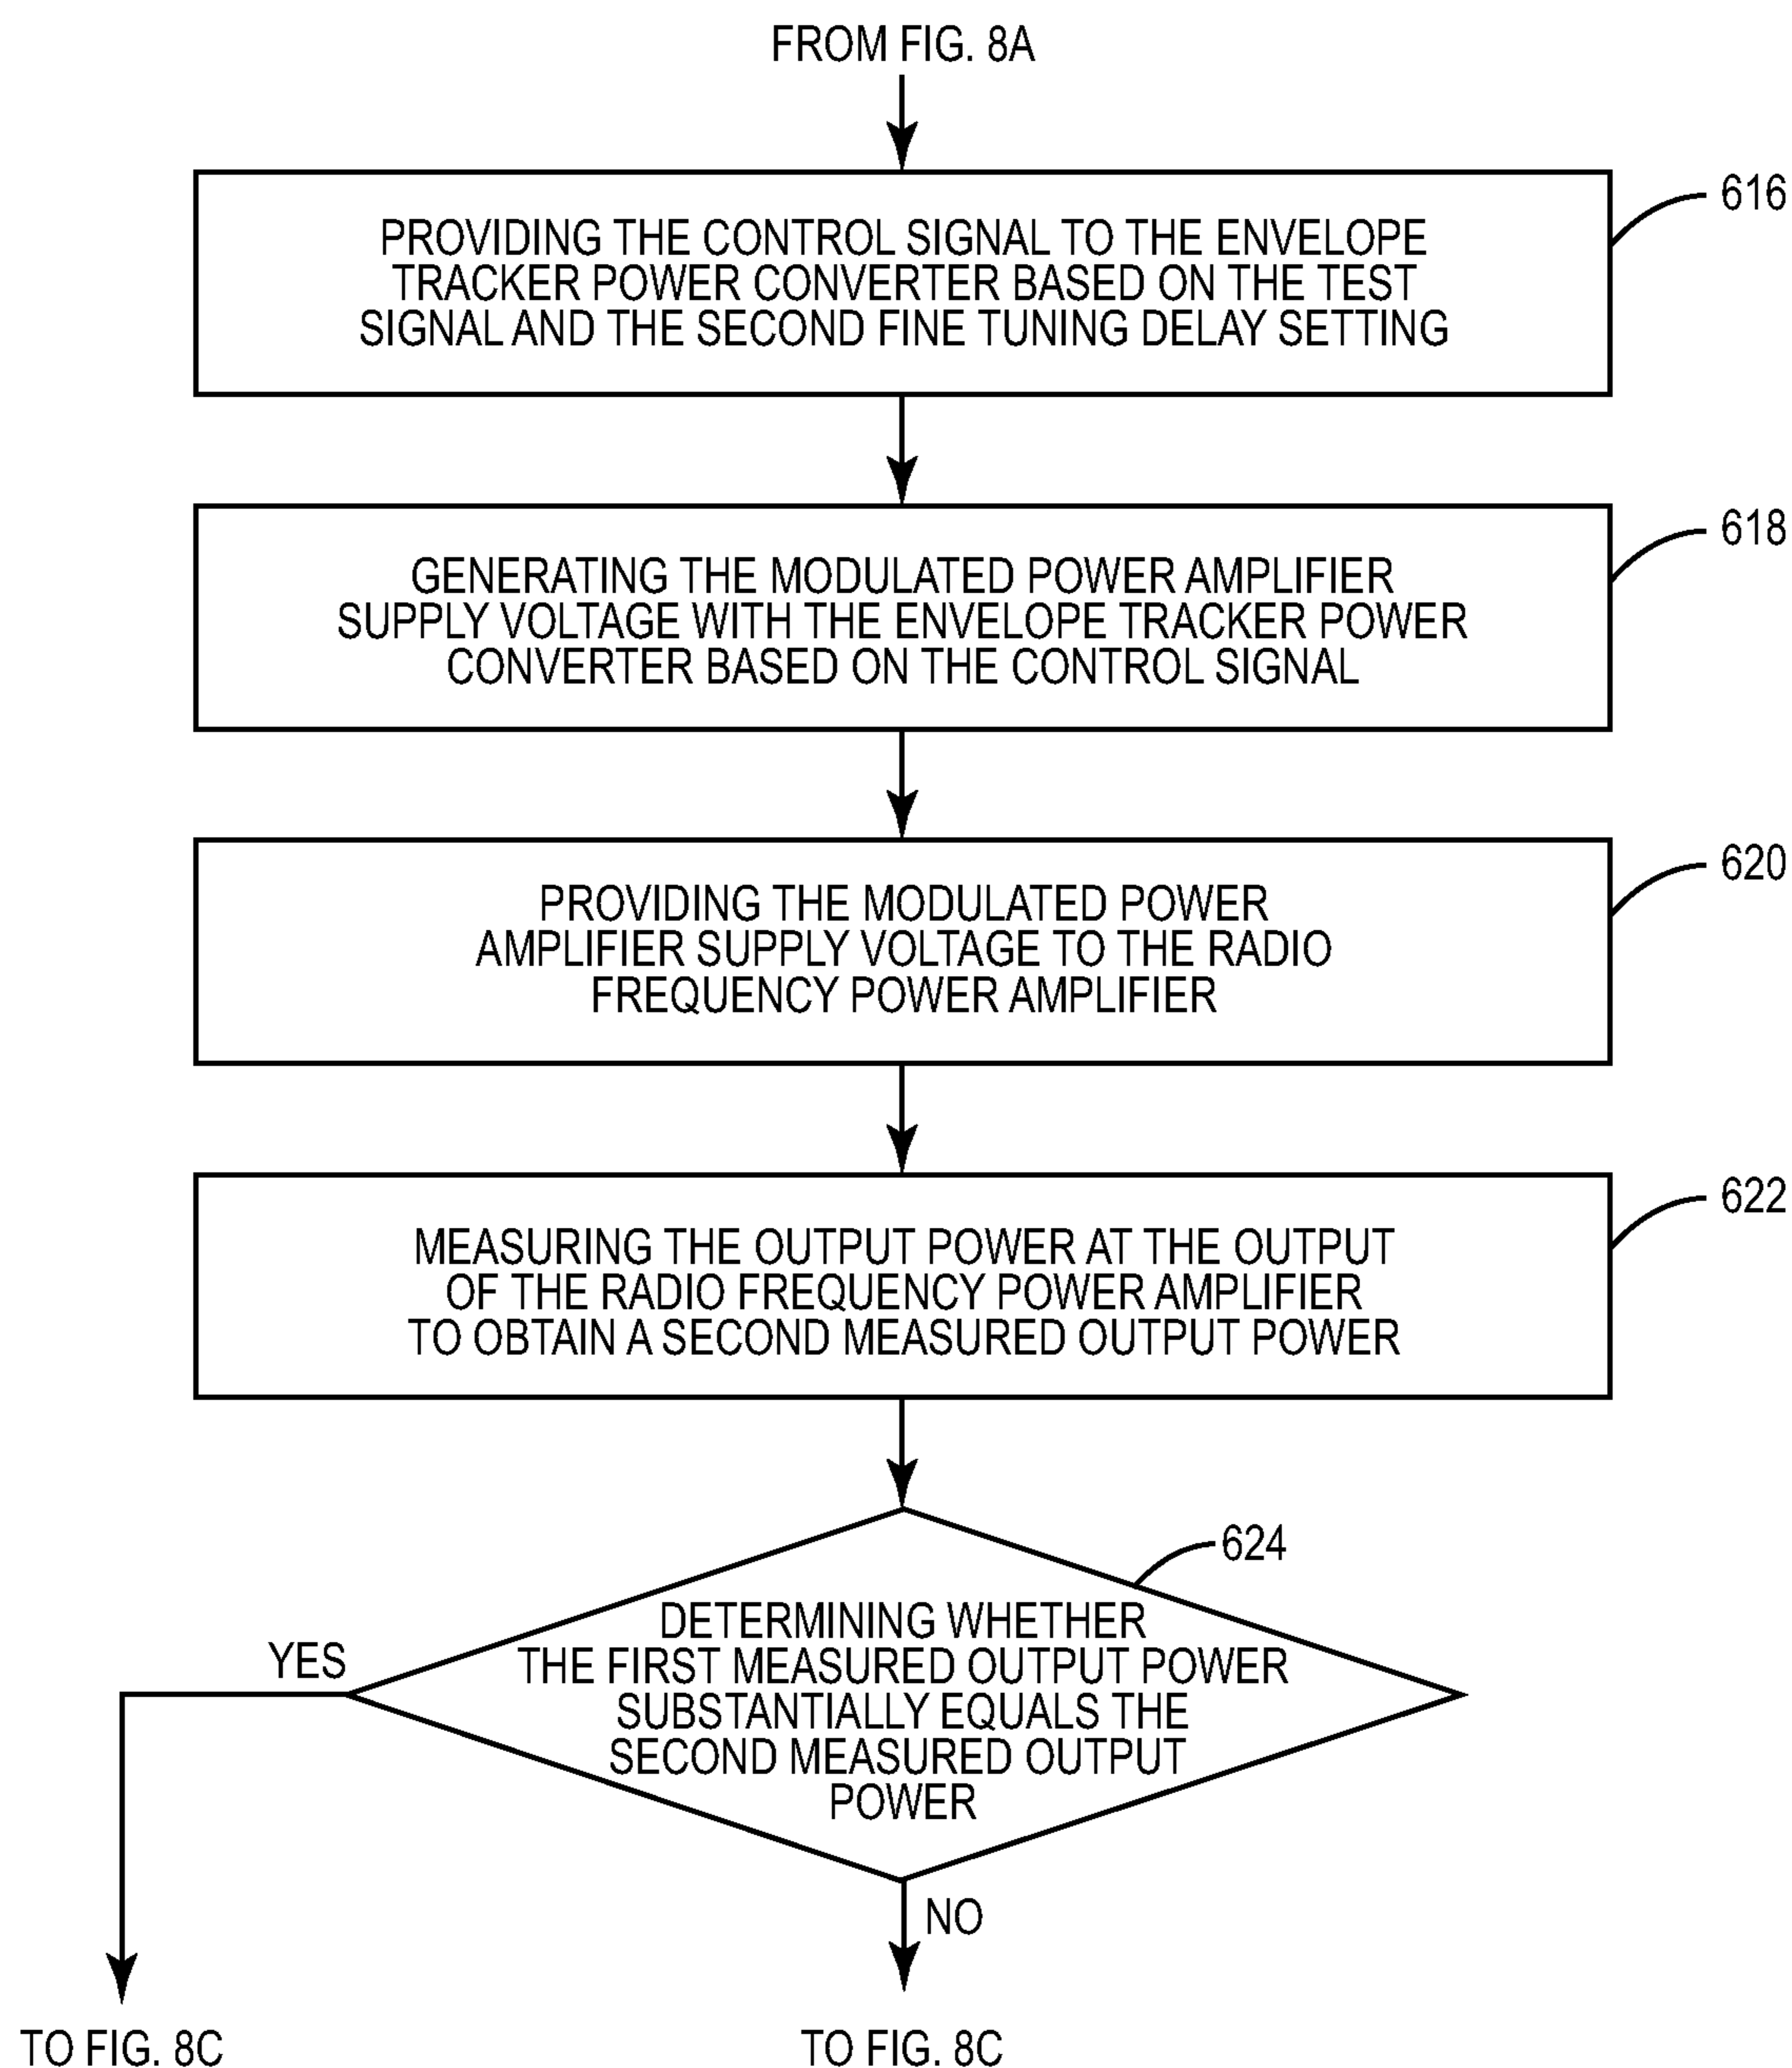 FROM FIG. 8A
616
PROVIDING THE CONTROL SIGNAL TO THE ENVELOPE
TRACKER POWER CONVERTER BASED ON THE TEST
SIGNAL AND THE SECOND FINE TUNING DELAY SETTING
618
GENERATING THE MODULATED POWER AMPLIFIER
SUPPLY VOLTAGE WITH THE ENVELOPE TRACKER POWER
CONVERTER BASED ON THE CONTROL SIGNAL
620
PROVIDING THE MODULATED POWER
AMPLIFIER SUPPLY VOLTAGE TO THE RADIO
FREQUENCY POWER AMPLIFIER
622
MEASURING THE OUTPUT POWER AT THE OUTPUT
OF THE RADIO FREQUENCY POWER AMPLIFIER
TO OBTAIN A SECOND MEASURED OUTPUT POWER
624
DETERMINING WHETHER
THE FIRST MEASURED OUTPUT POWER
SUBSTANTIALLY EQUALS THE
SECOND MEASURED OUTPUT
POWER
YES
NO
TO FIG. 8C
TO FIG. 8C